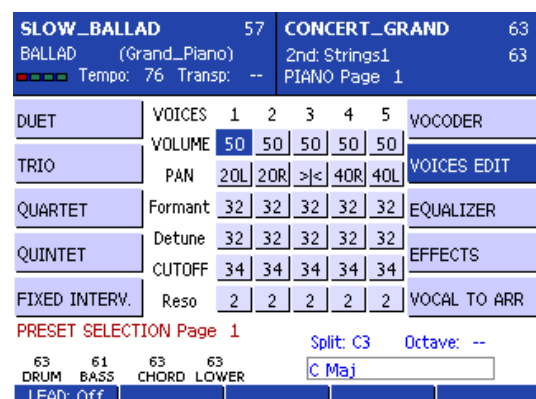 SLOW_BALLAD 57
BALLAD (Grand_Piano)
Tempo: 76 Transp: --
CONCERT_GRAND 63
2nd: Strings1 63
PIANO Page 1
DUET
TRIO
QUARTET
QUINTET
FIXED INTERV.
VOICES 1 2 3 4 5
VOLUME 50 50 50 50 50
PAN 20L 20R >|< 40R 40L
Formant 32 32 32 32 32
Detune 32 32 32 32 32
CUTOFF 34 34 34 34 34
Reso 2 2 2 2 2
VOCODER
VOICES EDIT
EQUALIZER
EFFECTS
VOCAL TO ARR
PRESET SELECTION Page 1
Split: C3 Octave: --
63 61 63 63
DRUM BASS CHORD LOWER
C Maj
LEAD: Off